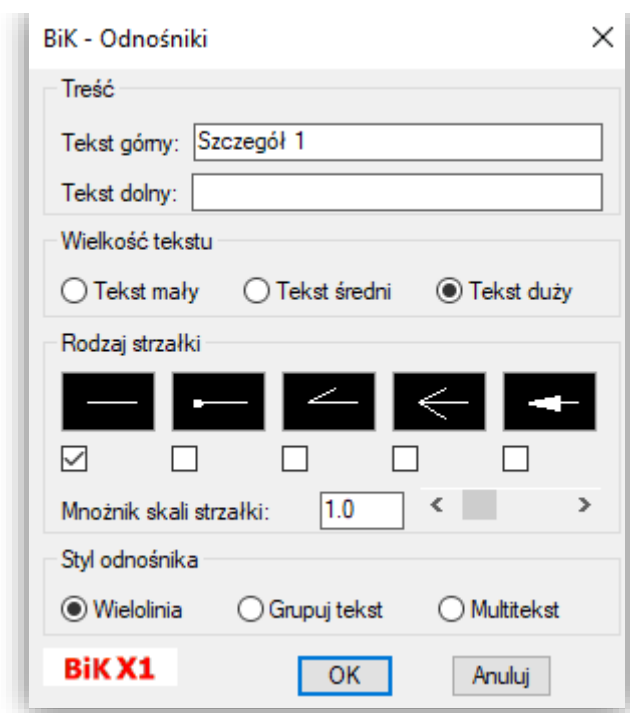 BiK - Odnośniki
Treść
Tekst górny: Szczegół 1
Tekst dolny:
Wielkość tekstu
Tekst mały Tekst średni Tekst duży
Rodzaj strzałki
Mnożnik skali strzałki: 1.0
Styl odnośnika
Wielolinia Grupuj tekst Multitekst
BiK X1 OK Anuluj